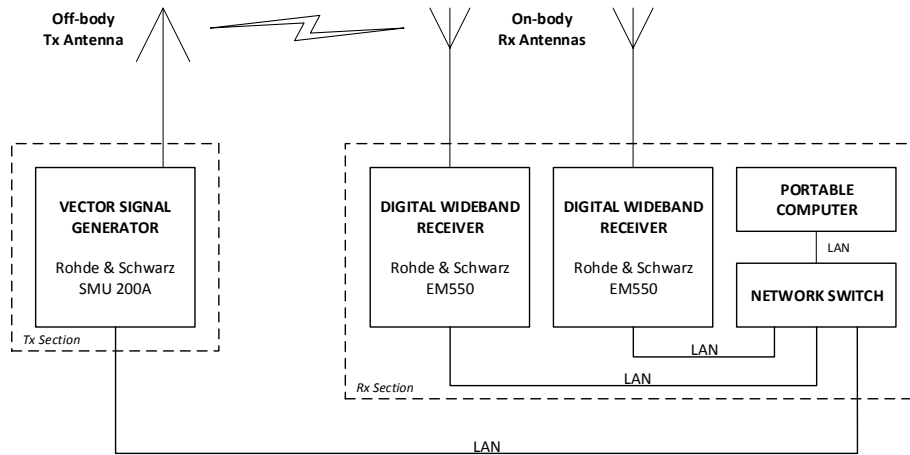 Off-body
Tx Antenna
On-body
Rx Antennas
VECTOR SIGNAL
GENERATOR
Rohde & Schwarz
SMU 200A
Tx Section
DIGITAL WIDEBAND
RECEIVER
Rohde & Schwarz
EM550
DIGITAL WIDEBAND
RECEIVER
Rohde & Schwarz
EM550
PORTABLE
COMPUTER
LAN
NETWORK SWITCH
LAN
LAN
Rx Section
LAN